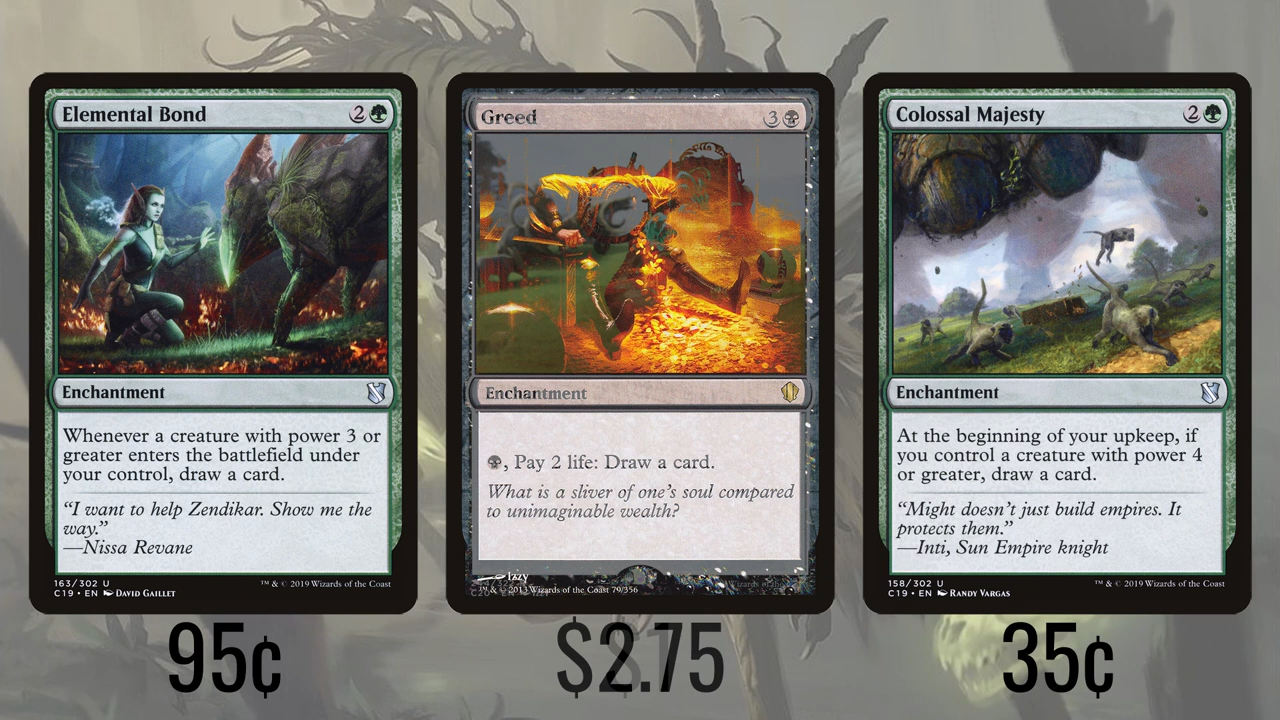 Elemental Bond 2
Enchantment
Whenever a creature with power 3 or
greater enters the battlefield under
your control, draw a card.
“I want to help Zendikar. Show me the
way.”
—Nissa Revane
163/302 U
C19 • EN DAVID GAILLET
™ & © 2019 Wizards of the Coast
95¢
Greed 3
Enchantment
, Pay 2 life: Draw a card.
What is a sliver of one’s soul compared
to unimaginable wealth?
Izzy
™ & © 2013 Wizards of the Coast 79/356
$2.75
Colossal Majesty 2
Enchantment
At the beginning of your upkeep, if
you control a creature with power 4
or greater, draw a card.
“Might doesn’t just build empires. It
protects them.”
—Inti, Sun Empire knight
158/302 U
C19 • EN RANDY VARGAS
™ & © 2019 Wizards of the Coast
35¢